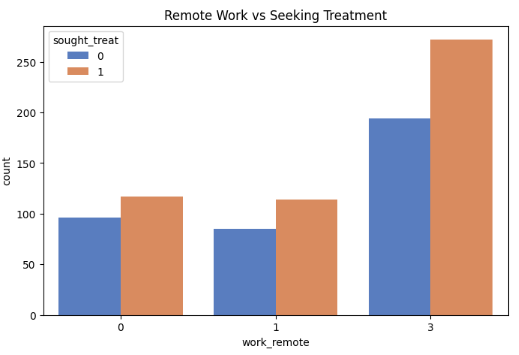 Remote Work vs Seeking Treatment
sought_treat
0
1
250
200
150
100
50
0
count
0 1 3
work_remote